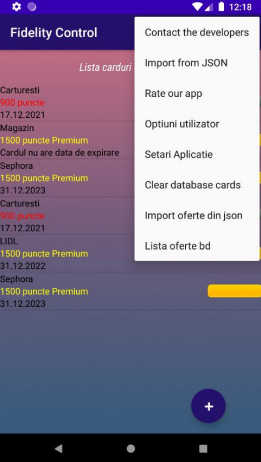 12:18
Fidelity Control
Lista carduri
Carturesti
900 puncte
17.12.2021
Magazin
1500 puncte Premium
Cardul nu are data de expirare
Sephora
1500 puncte Premium
31.12.2023
Carturesti
900 puncte
17.12.2021
LIDL
1500 puncte Premium
31.12.2022
Sephora
1500 puncte Premium
31.12.2023
Contact the developers
Import from JSON
Rate our app
Optiuni utilizator
Setari Aplicatie
Clear database cards
Import oferte din json
Lista oferte bd
+